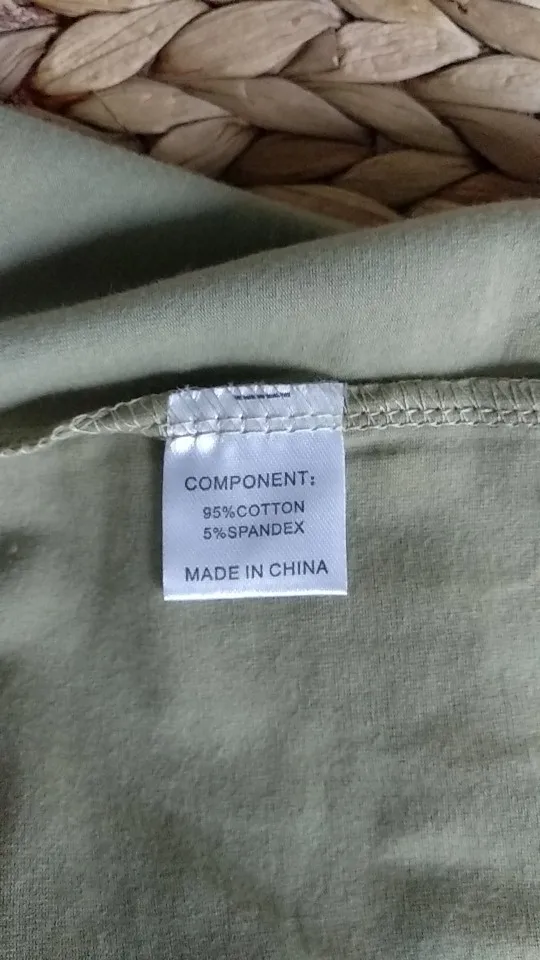 COMPONENT:
95%COTTON
5%SPANDEX
MADE IN CHINA